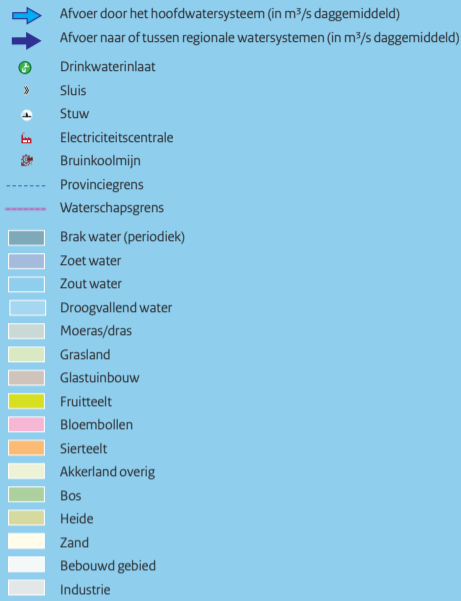 Afvoer door het hoofdwatersysteem (in m³/s daggemiddeld)
Afvoer naar of tussen regionale watersystemen (in m³/s daggemiddeld)
Drinkwaterinlaat
Sluis
Stuw
Electriciteitscentrale
Bruinkoolmijn
Provinciegrens
Waterschapsgrens
Brak water (periodiek)
Zoet water
Zout water
Droogvallend water
Moeras/dras
Grasland
Glastuinbouw
Fruitteelt
Bloembollen
Sierteelt
Akkerland overig
Bos
Heide
Zand
Bebouwd gebied
Industrie